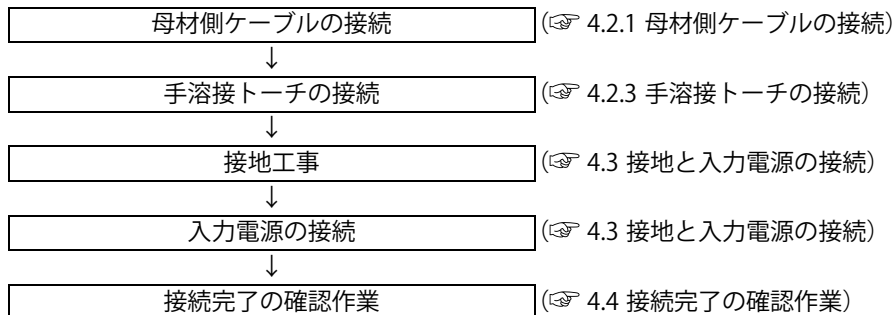 母材側ケーブルの接続 (☞ 4.2.1 母材側ケーブルの接続)
↓
手溶接トーチの接続 (☞ 4.2.3 手溶接トーチの接続)
↓
接地工事 (☞ 4.3 接地と入力電源の接続)
↓
入力電源の接続 (☞ 4.3 接地と入力電源の接続)
↓
接続完了の確認作業 (☞ 4.4 接続完了の確認作業)